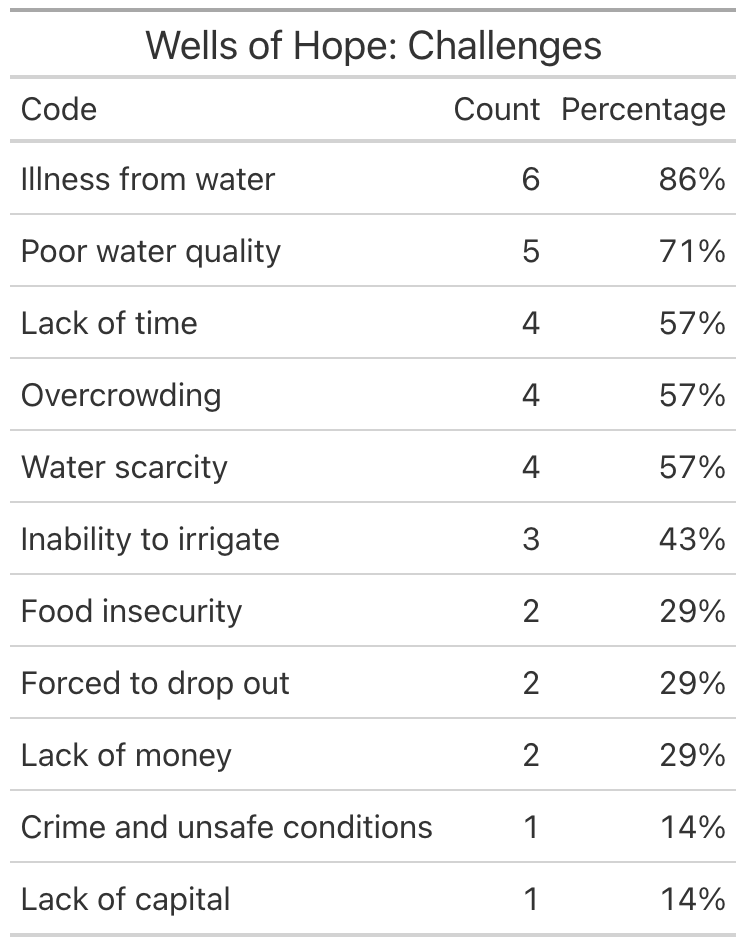 Wells of Hope: Challenges
Code Count Percentage
Illness from water 6 86%
Poor water quality 5 71%
Lack of time 4 57%
Overcrowding 4 57%
Water scarcity 4 57%
Inability to irrigate 3 43%
Food insecurity 2 29%
Forced to drop out 2 29%
Lack of money 2 29%
Crime and unsafe conditions 1 14%
Lack of capital 1 14%